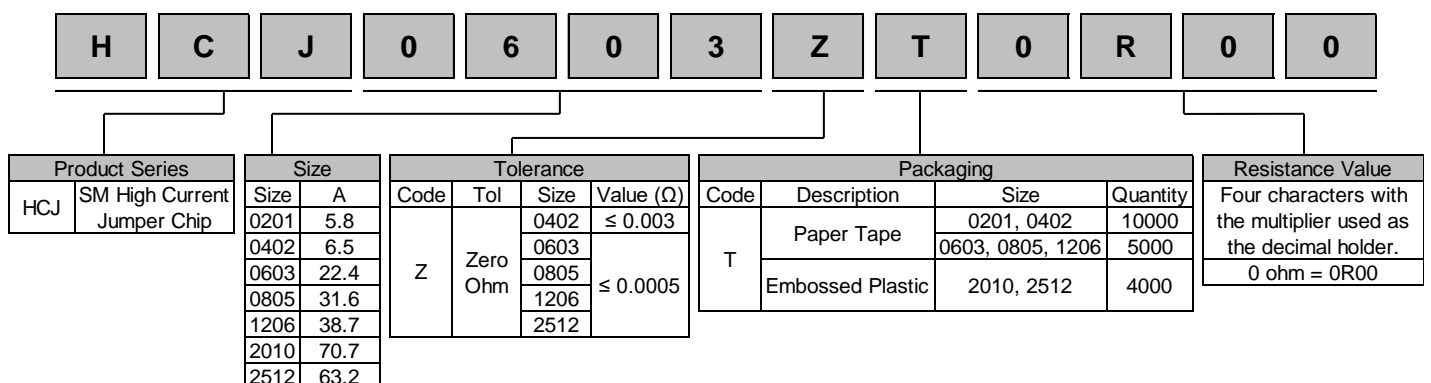 H C J 0 6 0 3 Z T 0 R 0 0
Product Series
HCJ SM High Current
Jumper Chip
Size
Size A
0201 5.8
0402 6.5
0603 22.4
0805 31.6
1206 38.7
2010 70.7
2512 63.2
Tolerance
Code Tol Size Value (Ω)
Z Zero
Ohm
0402 ≤ 0.003
0603
0805
1206
2512
≤ 0.0005
Packaging
Code Description Size Quantity
T
Paper Tape
0201, 0402 10000
0603, 0805, 1206 5000
Embossed Plastic 2010, 2512 4000
Resistance Value
Four characters with
the multiplier used as
the decimal holder.
0 ohm = 0R00